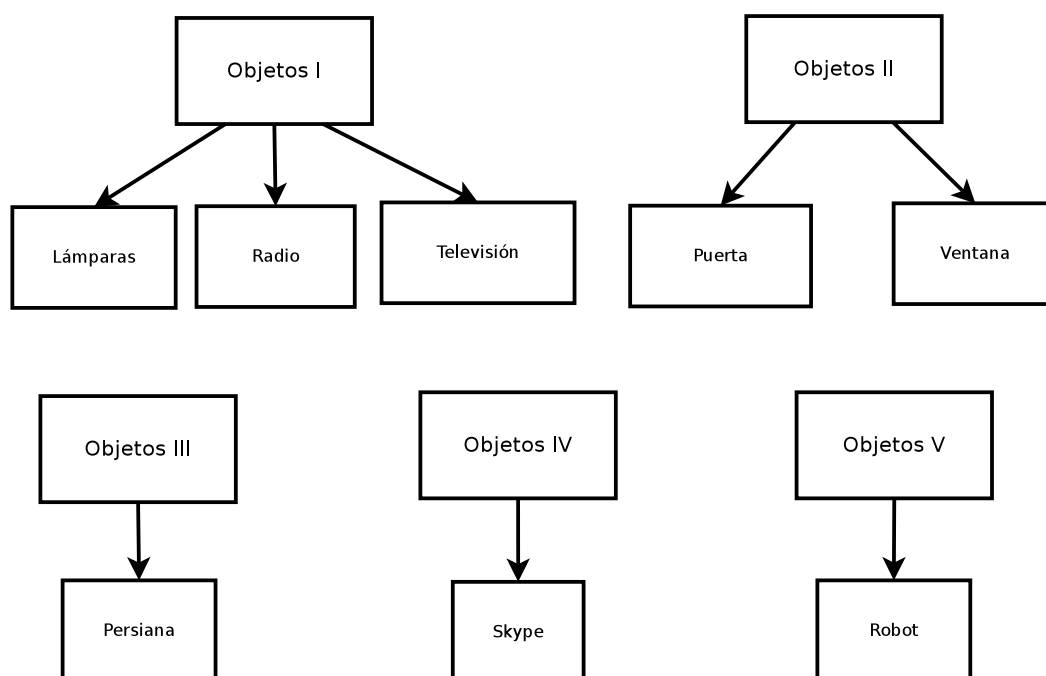 Objetos I
Objetos II
Lámparas
Radio
Televisión
Puerta
Ventana
Objetos III
Objetos IV
Objetos V
Persiana
Skype
Robot